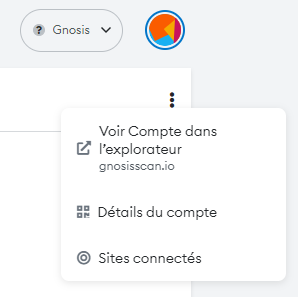 Gnosis
Voir Compte dans
l’explorateur
gnosisscan.io
Détails du compte
Sites connectés